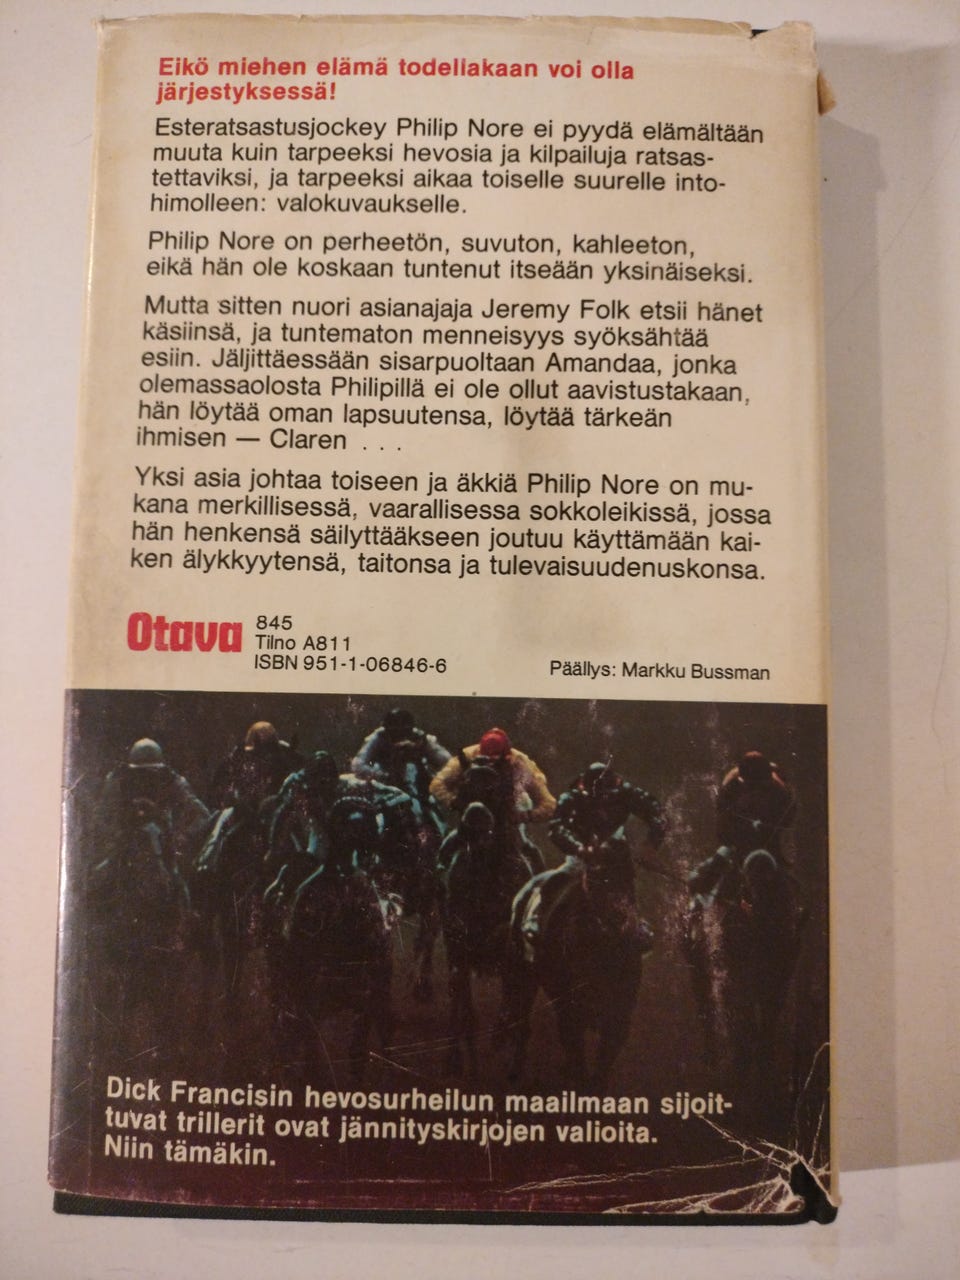 Eikö miehen elämä todellakaan voi olla
järjestyksessä!
Esteratsastusjockey Philip Nore ei pyydä elämältään
muuta kuin tarpeeksi hevosia ja kilpailuja ratsas-
tettaviksi, ja tarpeeksi aikaa toiselle suurelle into-
himolleen: valokuvaukselle.
Philip Nore on perheetön, suvuton, kahleeton,
eikä hän ole koskaan tuntenut itseään yksinäiseksi.
Mutta sitten nuori asianajaja Jeremy Folk etsii hänet
käsiinsä, ja tuntematon menneisyys syöksähtää
esiin. Jäljittäessään sisarpuoltaan Amandaa, jonka
olemassaolosta Philipillä ei ole ollut aavistustakaan,
hän löytää oman lapsuutensa, löytää tärkeän
ihmisen — Claren . . .
Yksi asia johtaa toiseen ja äkkiä Philip Nore on mu-
kana merkillisessä, vaarallisessa sokkoleikissä, jossa
hän henkensä säilyttääkseen joutuu käyttämään kai-
ken älykkyytensä, taitonsa ja tulevaisuudenuskonsa.
Otava
845
Tilno A811
ISBN 951-1-06846-6
Päällys: Markku Bussman
Dick Francisin hevosurheilun maailmaan sijoit-
tuvat trillerit ovat jännityskirjojen valioita.
Niin tämäkin.